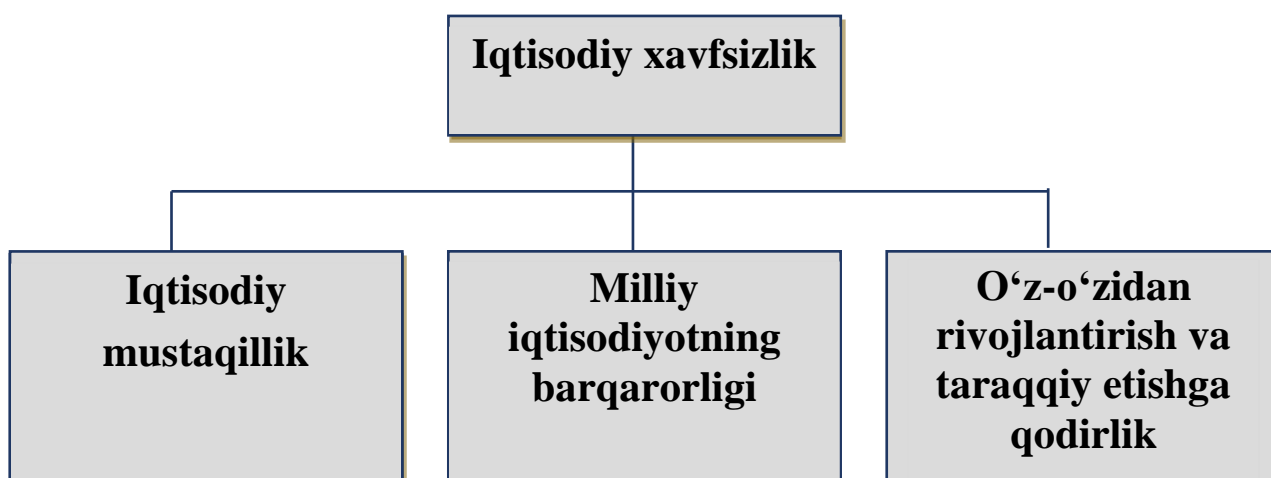 Iqtisodiy xavfsizlik
Iqtisodiy
mustaqillik
Milliy
iqtisodiyotning
barqarorligi
O‘z-o‘zidan
rivojlantirish va
taraqqiy etishga
qodirlik